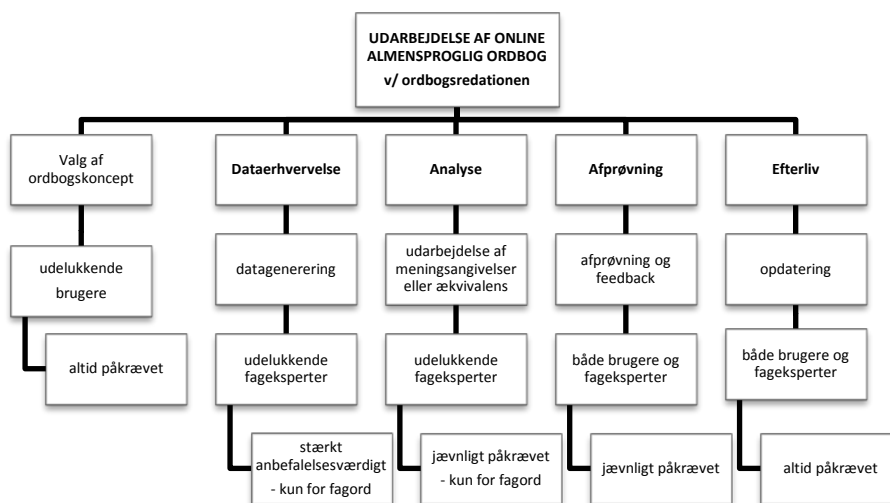 UDARBEJDELSE AF ONLINE
ALMENSPROGLIG ORDBOG
v/ ordbogsredationen
Valg af
ordbogskoncept
udelukkende
brugere
altid påkrævet
Dataerhvervelse
datagenerering
udelukkende
fageksperter
stærkt
anbefalelsesværdigt
- kun for fagord
Analyse
udarbejdelse af
meningsangivelser
eller ækvivalens
udelukkende
fageksperter
jævnligt påkrævet
- kun for fagord
Afprøvning
afprøvning og
feedback
både brugere og
fageksperter
jævnligt påkrævet
Efterliv
opdatering
både brugere og
fageksperter
altid påkrævet